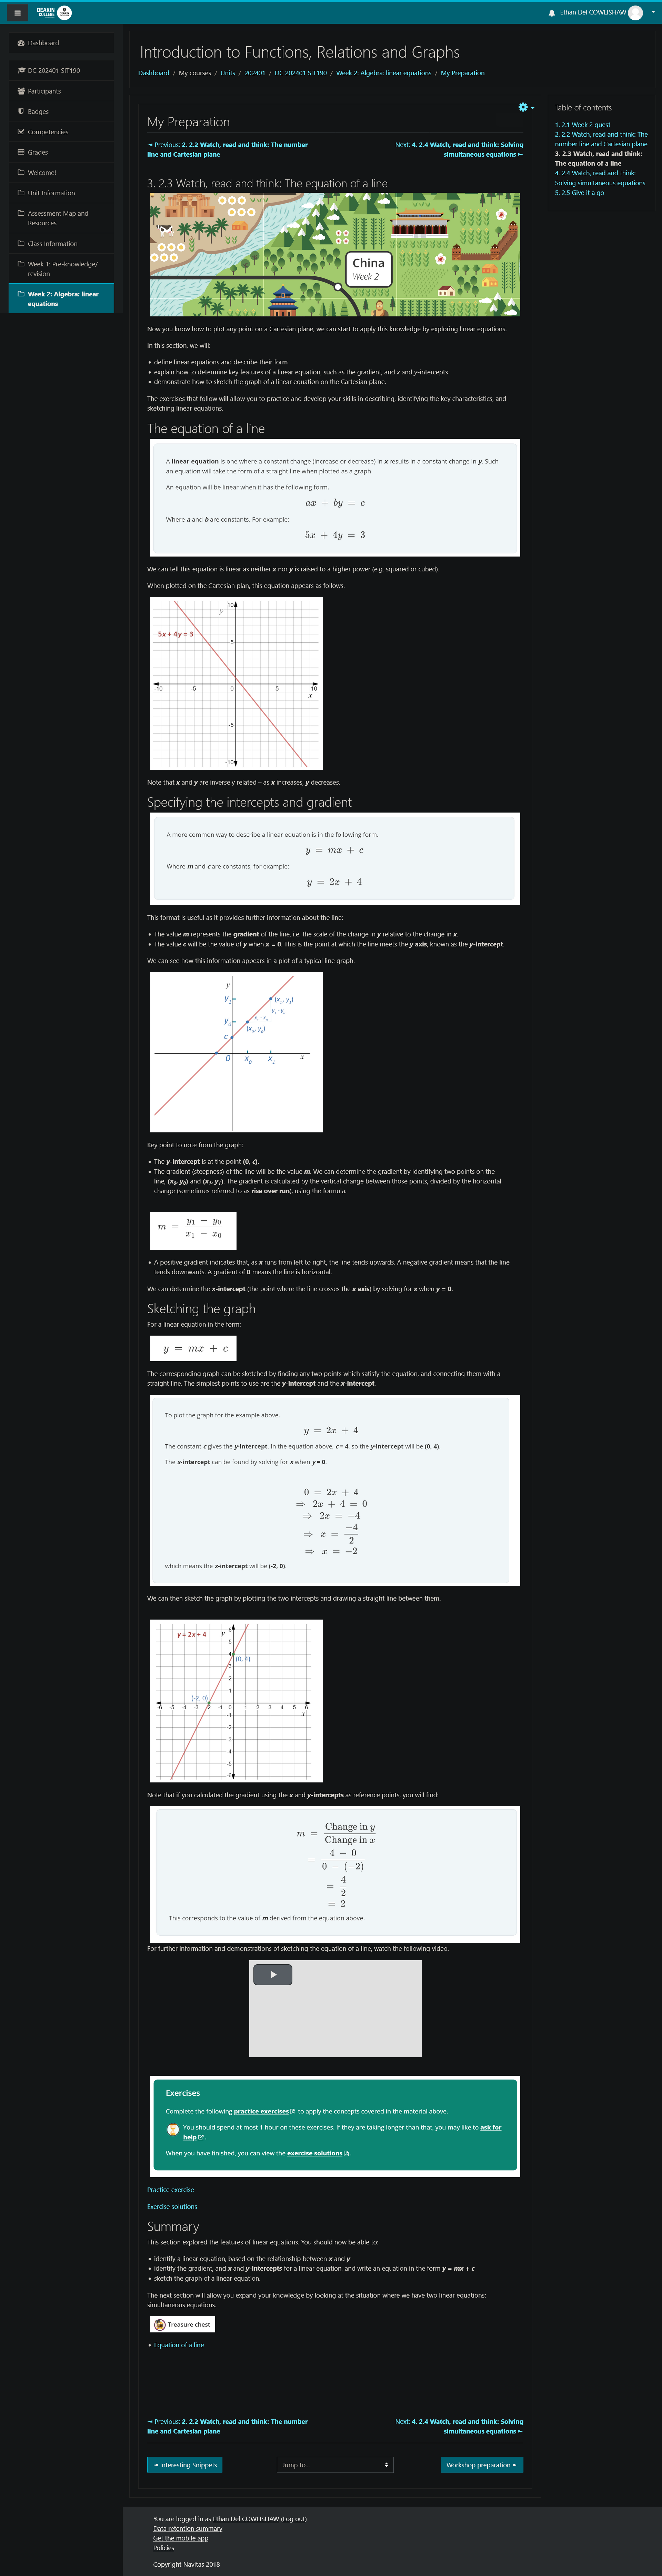 DEAKIN COLLEGE
Ethan Del COWLISHAW
Dashboard
DC 202401 SIT190
Participants
Badges
Competencies
Grades
Welcome!
Unit Information
Assessment Map and
Resources
Class Information
Week 1: Pre-knowledge/
revision
Week 2: Algebra: linear
equations
Introduction to Functions, Relations and Graphs
Dashboard / My courses / Units / 202401 / DC 202401 SIT190 / Week 2: Algebra: linear equations / My Preparation
My Preparation
◄ Previous: 2. 2.2 Watch, read and think: The number
line and Cartesian plane
Next: 4. 2.4 Watch, read and think: Solving
simultaneous equations ►
3. 2.3 Watch, read and think: The equation of a line
China
Week 2
Now you know how to plot any point on a Cartesian plane, we can start to apply this knowledge by exploring linear equations.
In this section, we will:
• define linear equations and describe their form
• explain how to determine key features of a linear equation, such as the gradient, and x and y-intercepts
• demonstrate how to sketch the graph of a linear equation on the Cartesian plane.
The exercises that follow will allow you to practice and develop your skills in describing, identifying the key characteristics, and
sketching linear equations.
The equation of a line
A linear equation is one where a constant change (increase or decrease) in x results in a constant change in y. Such
an equation will take the form of a straight line when plotted as a graph.
An equation will be linear when it has the following form.
ax + by = c
Where a and b are constants. For example:
5x + 4y = 3
We can tell this equation is linear as neither x nor y is raised to a higher power (e.g. squared or cubed).
When plotted on the Cartesian plan, this equation appears as follows.
y 10
5x + 4y = 3
5
-10 -5 0 5 10
x
-5
-10
Note that x and y are inversely related – as x increases, y decreases.
Specifying the intercepts and gradient
A more common way to describe a linear equation is in the following form.
y = mx + c
Where m and c are constants, for example:
y = 2x + 4
This format is useful as it provides further information about the line:
• The value m represents the gradient of the line, i.e. the scale of the change in y relative to the change in x.
• The value c will be the value of y when x = 0. This is the point at which the line meets the y axis, known as the y-intercept.
We can see how this information appears in a plot of a typical line graph.
y
y₁ (x₁, y₁)
y₁ - y₀
y₀ x₁ - x₀
(x₀, y₀)
c
0 x₀ x₁ x
Key point to note from the graph:
• The y-intercept is at the point (0, c).
• The gradient (steepness) of the line will be the value m. We can determine the gradient by identifying two points on the
line, (x₀, y₀) and (x₁, y₁). The gradient is calculated by the vertical change between those points, divided by the horizontal
change (sometimes referred to as rise over run), using the formula:
m = y₁ − y₀ / x₁ − x₀
• A positive gradient indicates that, as x runs from left to right, the line tends upwards. A negative gradient means that the line
tends downwards. A gradient of 0 means the line is horizontal.
We can determine the x-intercept (the point where the line crosses the x axis) by solving for x when y = 0.
Sketching the graph
For a linear equation in the form:
y = mx + c
The corresponding graph can be sketched by finding any two points which satisfy the equation, and connecting them with a
straight line. The simplest points to use are the y-intercept and the x-intercept.
To plot the graph for the example above.
y = 2x + 4
The constant c gives the y-intercept. In the equation above, c = 4, so the y-intercept will be (0, 4).
The x-intercept can be found by solving for x when y = 0.
0 = 2x + 4
⇒ 2x + 4 = 0
⇒ 2x = −4
⇒ x = −4 / 2
⇒ x = −2
which means the x-intercept will be (-2, 0).
We can then sketch the graph by plotting the two intercepts and drawing a straight line between them.
y = 2x + 4 y 6
5
4
(0, 4)
3
2
1
(-2, 0)
-6 -5 -4 -3 -2 -1 0 1 2 3 4 5 6
x
-1
-2
-3
-4
-5
-6
Note that if you calculated the gradient using the x and y-intercepts as reference points, you will find:
m = Change in y / Change in x
= 4 − 0 / 0 − (−2)
= 4 / 2
= 2
This corresponds to the value of m derived from the equation above.
For further information and demonstrations of sketching the equation of a line, watch the following video.
Exercises
Complete the following practice exercises to apply the concepts covered in the material above.
You should spend at most 1 hour on these exercises. If they are taking longer than that, you may like to ask for
help.
When you have finished, you can view the exercise solutions.
Practice exercise
Exercise solutions
Summary
This section explored the features of linear equations. You should now be able to:
• identify a linear equation, based on the relationship between x and y
• identify the gradient, and x and y-intercepts for a linear equation, and write an equation in the form y = mx + c
• sketch the graph of a linear equation.
The next section will allow you expand your knowledge by looking at the situation where we have two linear equations:
simultaneous equations.
Treasure chest
• Equation of a line
◄ Previous: 2. 2.2 Watch, read and think: The number
line and Cartesian plane
Next: 4. 2.4 Watch, read and think: Solving
simultaneous equations ►
◄ Interesting Snippets
Jump to...
Workshop preparation ►
Table of contents
1. 2.1 Week 2 quest
2. 2.2 Watch, read and think: The
number line and Cartesian plane
3. 2.3 Watch, read and think:
The equation of a line
4. 2.4 Watch, read and think:
Solving simultaneous equations
5. 2.5 Give it a go
You are logged in as Ethan Del COWLISHAW (Log out)
Data retention summary
Get the mobile app
Policies
Copyright Navitas 2018